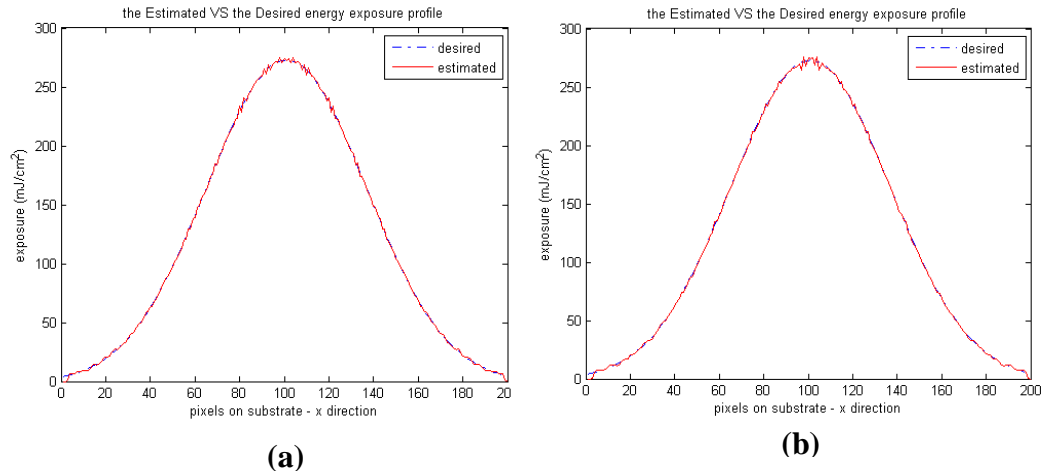 the Estimated VS the Desired energy exposure profile
300
250
200
150
100
50
0
exposure (mJ/cm²)
desired
estimated
0 20 40 60 80 100 120 140 160 180 200
pixels on substrate - x direction
(a)
the Estimated VS the Desired energy exposure profile
300
250
200
150
100
50
0
exposure (mJ/cm²)
desired
estimated
0 20 40 60 80 100 120 140 160 180 200
pixels on substrate - x direction
(b)